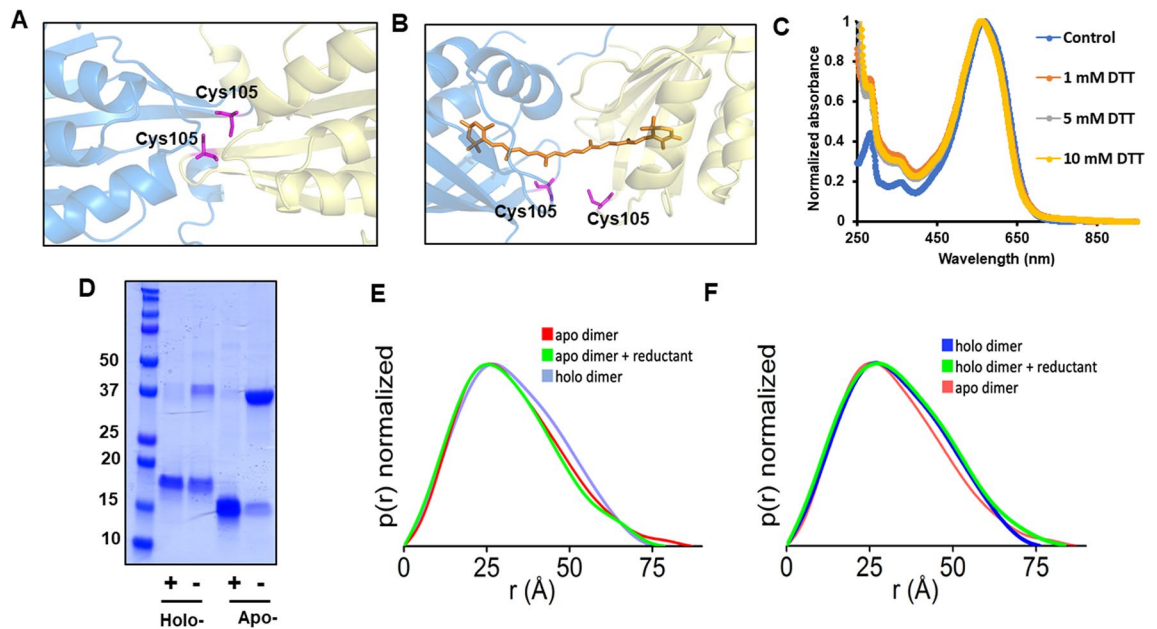 A
Cys105
Cys105
B
Cys105
Cys105
C
Normalized absorbance
1
0.8
0.6
0.4
0.2
0
250
450
650
850
Wavelength (nm)
Control
1 mM DTT
5 mM DTT
10 mM DTT
D
50
37
25
20
15
10
+
-
+
-
Holo-
Apo-
E
p(r) normalized
apo dimer
apo dimer + reductant
holo dimer
0
25
50
75
r (Å)
F
p(r) normalized
holo dimer
holo dimer + reductant
apo dimer
0
25
50
75
r (Å)